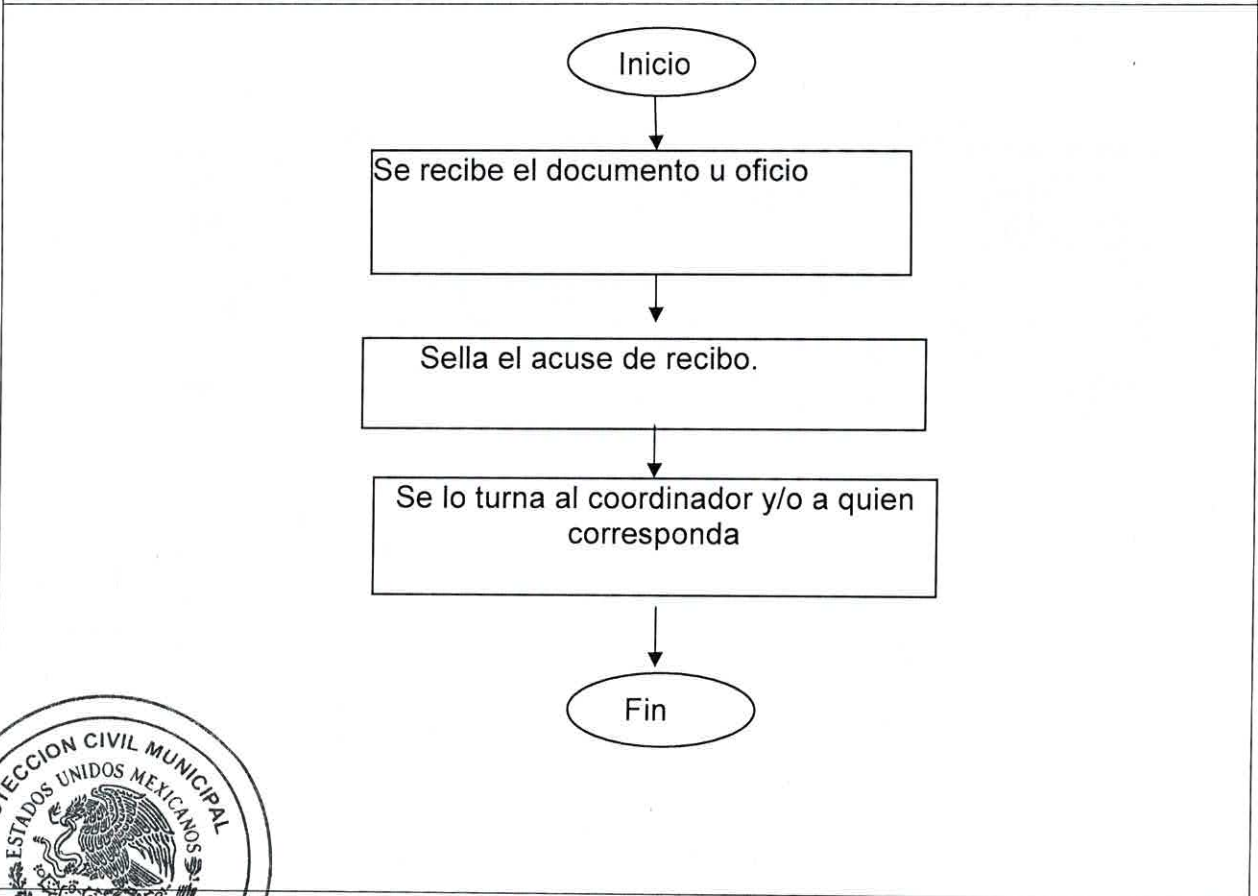 Inicio
Se recibe el documento u oficio
Sella el acuse de recibo.
Se lo turna al coordinador y/o a quien
corresponda
Fin
CIVIL MUNICIPAL
ESTADOS UNIDOS MEXICANOS